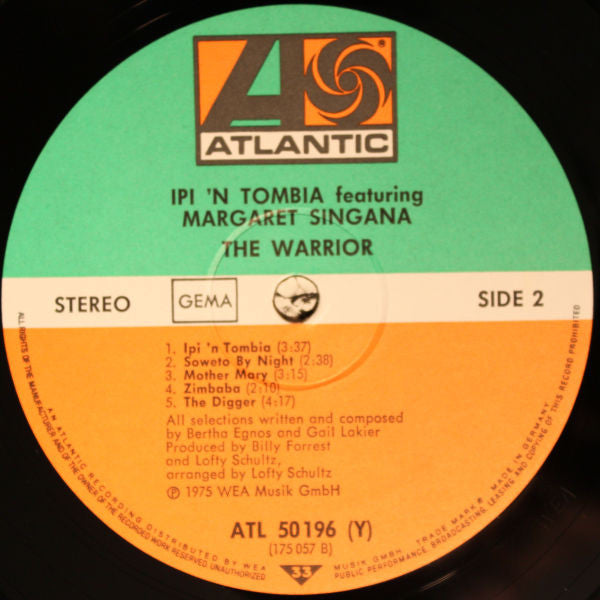 ATLANTIC
IPI 'N TOMBIA featuring
MARGARET SINGANA
THE WARRIOR
STEREO
GEMA
SIDE 2
1. Ipi 'n Tombia (3:37)
2. Soweto By Night (2:38)
3. Mother Mary (3:15)
4. Zimbaba (2:10)
5. The Digger (4:17)
All selections written and composed
by Bertha Egnos and Gail Lakier
Produced by Billy Forrest
and Lofty Schultz,
arranged by Lofty Schultz
℗ 1975 WEA Musik GmbH
ATL 50196 (Y)
(175 057 B)
33
AN ATLANTIC RECORDING DISTRIBUTED BY WEA MUSIK GMBH. TRADE MARK® MADE IN GERMANY
ALL RIGHTS OF THE MANUFACTURER AND OF THE OWNER OF THE RECORDED WORK RESERVED. UNAUTHORIZED PUBLIC PERFORMANCE, BROADCASTING, LEASING AND COPYING OF THIS RECORD PROHIBITED